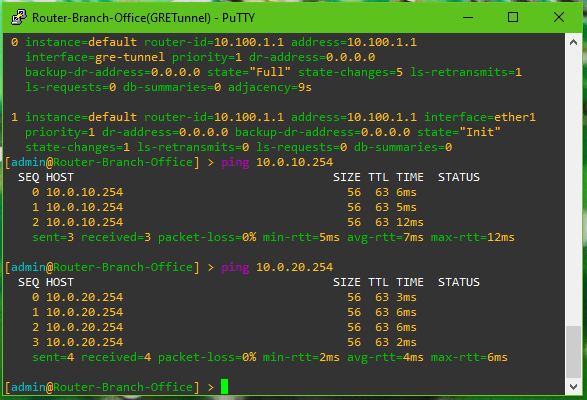 Router-Branch-Office(GRETunnel) - PuTTY
0 instance=default router-id=10.100.1.1 address=10.100.1.1
interface=gre-tunnel priority=1 dr-address=0.0.0.0
backup-dr-address=0.0.0.0 state="Full" state-changes=5 ls-retransmits=1
ls-requests=0 db-summaries=0 adjacency=9s
1 instance=default router-id=10.100.1.1 address=10.100.1.1 interface=ether1
priority=1 dr-address=0.0.0.0 backup-dr-address=0.0.0.0 state="Init"
state-changes=1 ls-retransmits=0 ls-requests=0 db-summaries=0
[admin@Router-Branch-Office] > ping 10.0.10.254
SEQ HOST SIZE TTL TIME STATUS
0 10.0.10.254 56 63 6ms
1 10.0.10.254 56 63 5ms
2 10.0.10.254 56 63 12ms
sent=3 received=3 packet-loss=0% min-rtt=5ms avg-rtt=7ms max-rtt=12ms
[admin@Router-Branch-Office] > ping 10.0.20.254
SEQ HOST SIZE TTL TIME STATUS
0 10.0.20.254 56 63 3ms
1 10.0.20.254 56 63 6ms
2 10.0.20.254 56 63 6ms
3 10.0.20.254 56 63 2ms
sent=4 received=4 packet-loss=0% min-rtt=2ms avg-rtt=4ms max-rtt=6ms
[admin@Router-Branch-Office] >